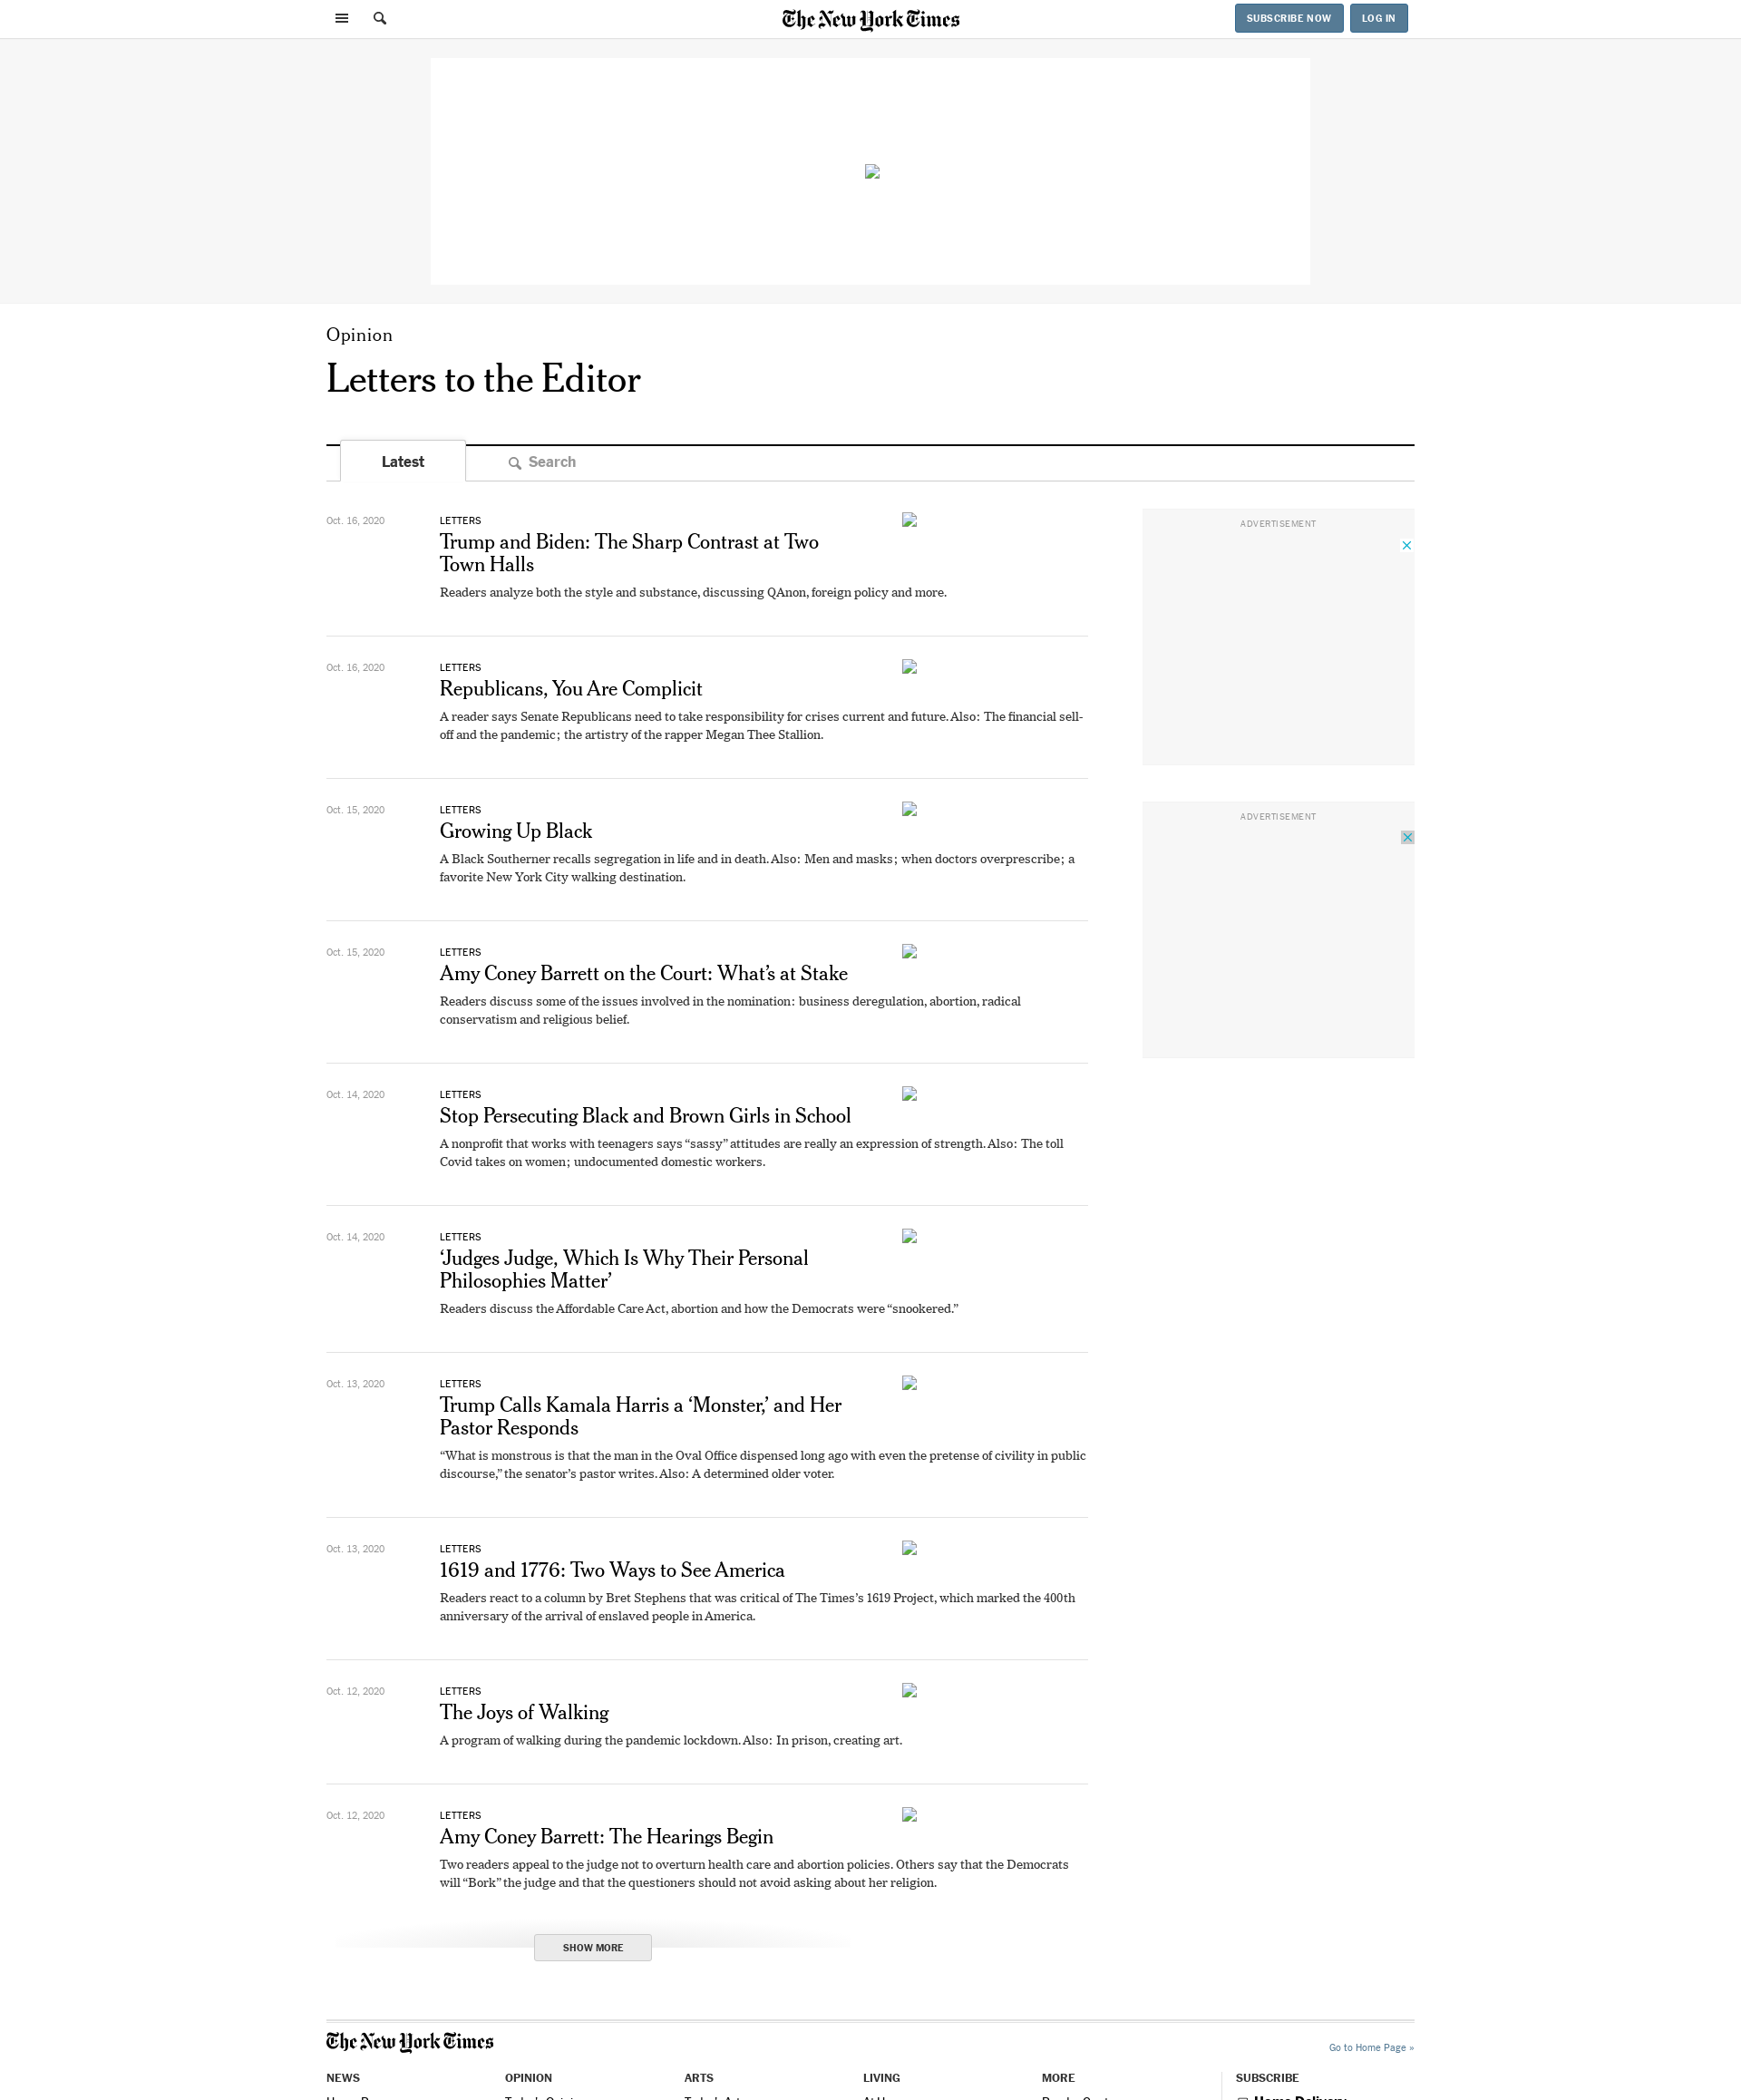 The New York Times
SUBSCRIBE NOW
LOG IN
Opinion
Letters to the Editor
Latest
Search
Oct. 16, 2020
LETTERS
Trump and Biden: The Sharp Contrast at Two
Town Halls
Readers analyze both the style and substance, discussing QAnon, foreign policy and more.
ADVERTISEMENT
Oct. 16, 2020
LETTERS
Republicans, You Are Complicit
A reader says Senate Republicans need to take responsibility for crises current and future. Also: The financial sell-
off and the pandemic; the artistry of the rapper Megan Thee Stallion.
Oct. 15, 2020
LETTERS
Growing Up Black
A Black Southerner recalls segregation in life and in death. Also: Men and masks; when doctors overprescribe; a
favorite New York City walking destination.
ADVERTISEMENT
Oct. 15, 2020
LETTERS
Amy Coney Barrett on the Court: What’s at Stake
Readers discuss some of the issues involved in the nomination: business deregulation, abortion, radical
conservatism and religious belief.
Oct. 14, 2020
LETTERS
Stop Persecuting Black and Brown Girls in School
A nonprofit that works with teenagers says “sassy” attitudes are really an expression of strength. Also: The toll
Covid takes on women; undocumented domestic workers.
Oct. 14, 2020
LETTERS
‘Judges Judge, Which Is Why Their Personal
Philosophies Matter’
Readers discuss the Affordable Care Act, abortion and how the Democrats were “snookered.”
Oct. 13, 2020
LETTERS
Trump Calls Kamala Harris a ‘Monster,’ and Her
Pastor Responds
“What is monstrous is that the man in the Oval Office dispensed long ago with even the pretense of civility in public
discourse,” the senator’s pastor writes. Also: A determined older voter.
Oct. 13, 2020
LETTERS
1619 and 1776: Two Ways to See America
Readers react to a column by Bret Stephens that was critical of The Times’s 1619 Project, which marked the 400th
anniversary of the arrival of enslaved people in America.
Oct. 12, 2020
LETTERS
The Joys of Walking
A program of walking during the pandemic lockdown. Also: In prison, creating art.
Oct. 12, 2020
LETTERS
Amy Coney Barrett: The Hearings Begin
Two readers appeal to the judge not to overturn health care and abortion policies. Others say that the Democrats
will “Bork” the judge and that the questioners should not avoid asking about her religion.
SHOW MORE
The New York Times
Go to Home Page »
NEWS
OPINION
ARTS
LIVING
MORE
SUBSCRIBE
Home Delivery